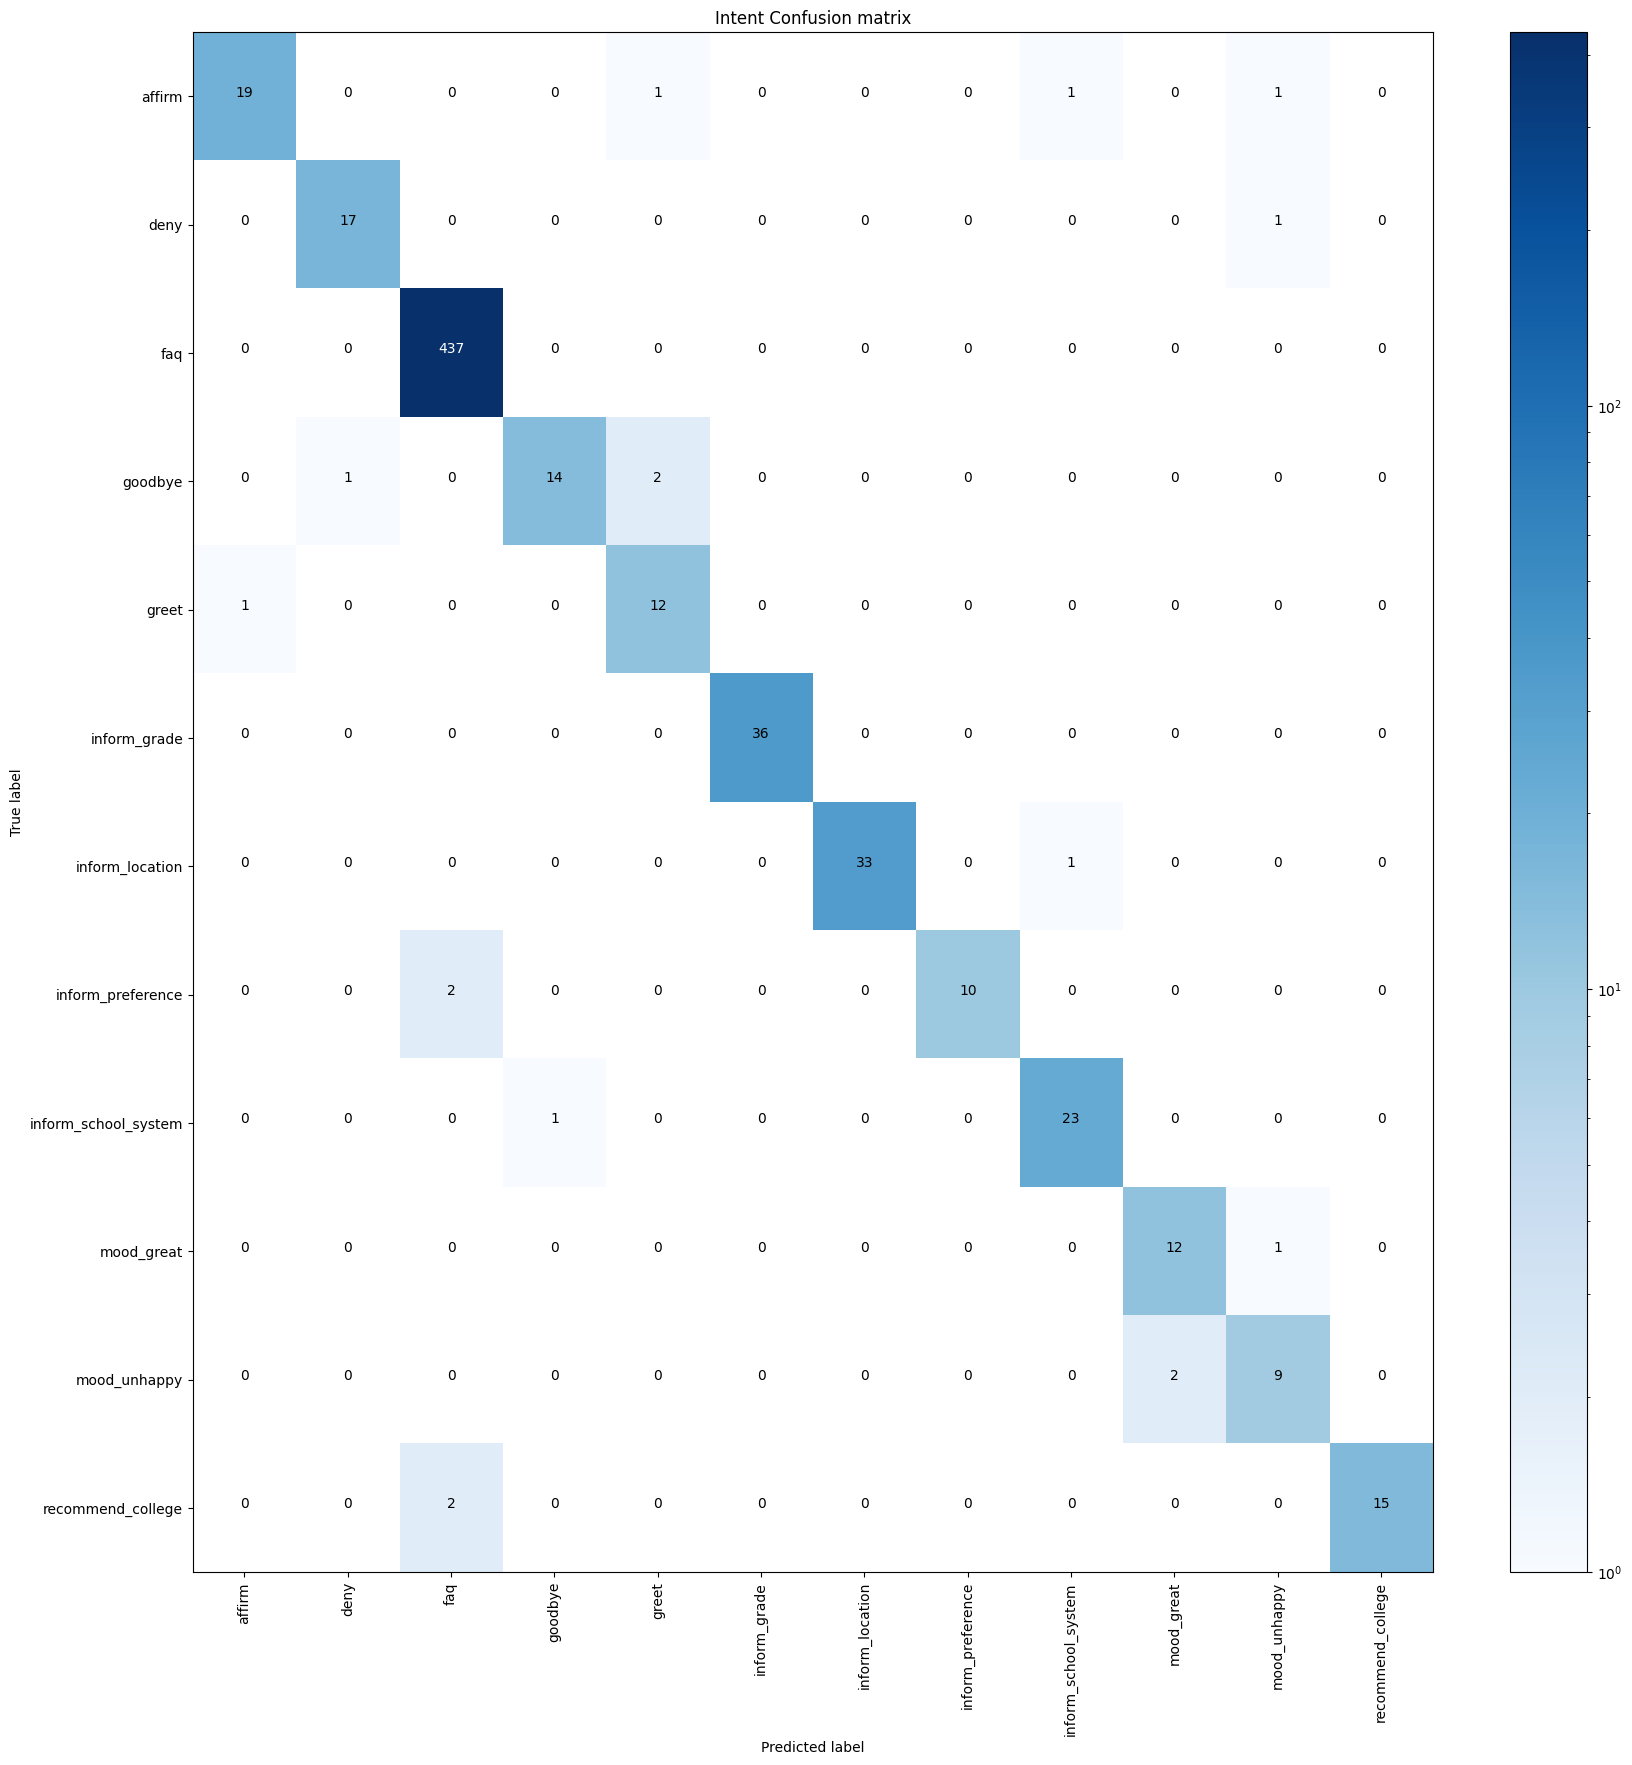 Intent Confusion matrix
affirm 19 0 0 0 1 0 0 0 1 0 1 0
deny 0 17 0 0 0 0 0 0 0 0 1 0
faq 0 0 437 0 0 0 0 0 0 0 0 0
10²
goodbye 0 1 0 14 2 0 0 0 0 0 0 0
greet 1 0 0 0 12 0 0 0 0 0 0 0
inform_grade 0 0 0 0 0 36 0 0 0 0 0 0
True label
inform_location 0 0 0 0 0 0 33 0 1 0 0 0
inform_preference 0 0 2 0 0 0 0 10 0 0 0 0
10¹
inform_school_system 0 0 0 1 0 0 0 0 23 0 0 0
mood_great 0 0 0 0 0 0 0 0 0 12 1 0
mood_unhappy 0 0 0 0 0 0 0 0 0 2 9 0
recommend_college 0 0 2 0 0 0 0 0 0 0 0 15
10⁰
affirm
deny
faq
goodbye
greet
inform_grade
inform_location
inform_preference
inform_school_system
mood_great
mood_unhappy
recommend_college
Predicted label